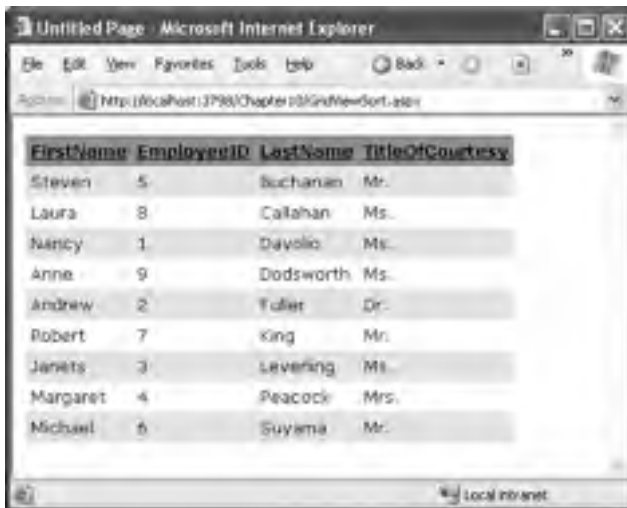 Untitled Page - Microsoft Internet Explorer
File Edit View Favorites Tools Help Back »
Address http://localhost:3798/Chapter10/GridViewSort.aspx
FirstName EmployeeID LastName TitleOfCourtesy
Steven 5 Buchanan Mr.
Laura 8 Callahan Ms.
Nancy 1 Davolio Ms.
Anne 9 Dodsworth Ms.
Andrew 2 Fuller Dr.
Robert 7 King Mr.
Janets 3 Leverling Ms.
Margaret 4 Peacock Mrs.
Michael 6 Suyama Mr.
Local intranet